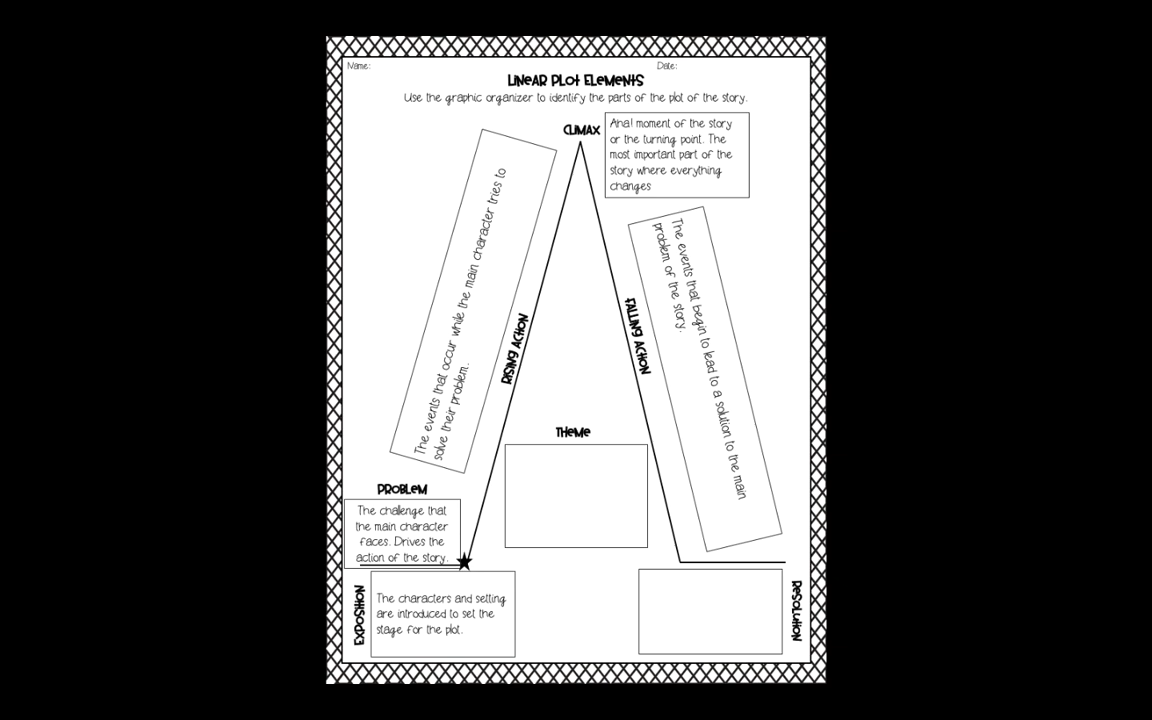 Name:
Date:
LINEAR PLOT ELEMENTS
Use the graphic organizer to identify the parts of the plot of the story.
CLIMAX
Aha! moment of the story
or the turning point. The
most important part of the
story where everything
changes
The events that occur while the main character tries to
solve their problem.
RISING ACTION
FALLING ACTION
The events that begin to lead to a solution to the main
problem of the story.
THEME
PROBLEM
The challenge that
the main character
faces. Drives the
action of the story.
EXPOSITION
The characters and setting
are introduced to set the
stage for the plot.
RESOLUTION